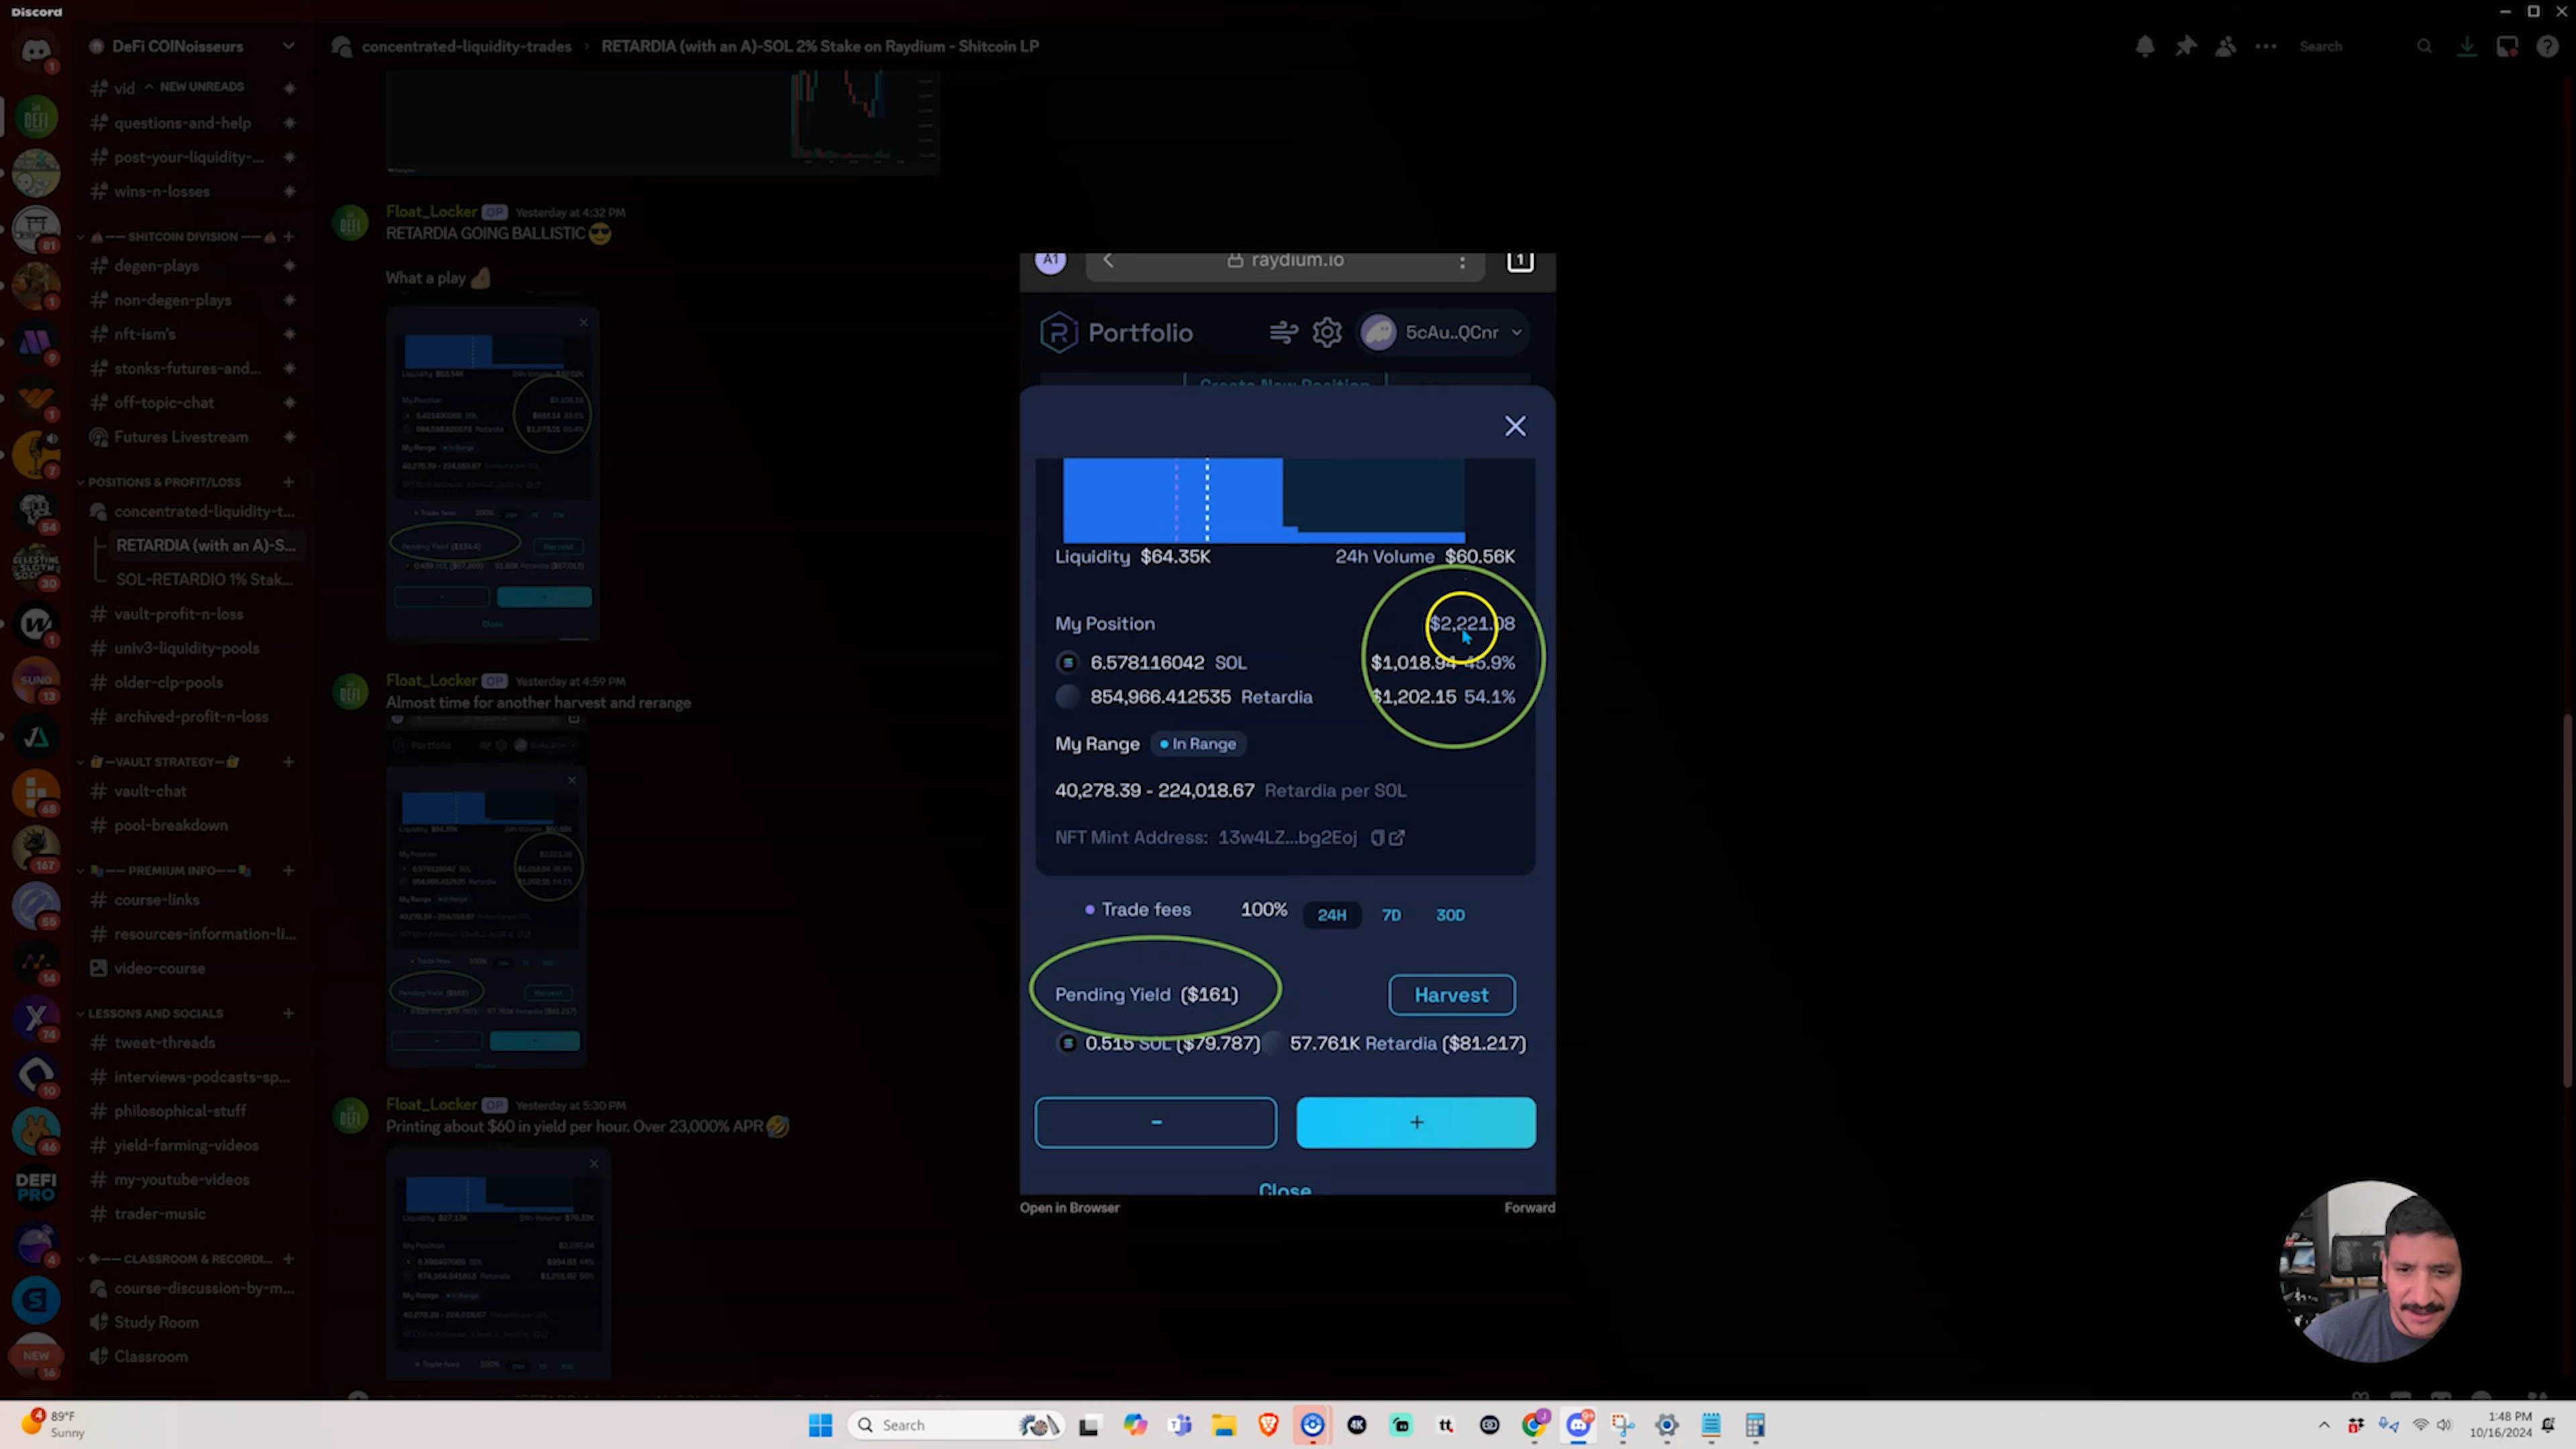 Discord
DeFi COINoisseurs
concentrated-liquidity-trades › RETARDIA (with an A)-SOL 2% Stake on Raydium - Shitcoin LP
Search
vid
NEW UNREADS
questions-and-help
post-your-liquidity-...
wins-n-losses
SHITCOIN DIVISION
degen-plays
non-degen-plays
nft-ism's
stonks-futures-and...
off-topic-chat
Futures Livestream
POSITIONS & PROFIT/LOSS
concentrated-liquidity-t...
RETARDIA (with an A)-S...
SOL-RETARDIO 1% Stak...
vault-profit-n-loss
univ3-liquidity-pools
older-clp-pools
archived-profit-n-loss
VAULT STRATEGY
vault-chat
pool-breakdown
PREMIUM INFO
course-links
resources-information-li...
video-course
LESSONS AND SOCIALS
tweet-threads
interviews-podcasts-sp...
philosophical-stuff
yield-farming-videos
my-youtube-videos
trader-music
CLASSROOM & RECORDI...
course-discussion-by-m...
Study Room
Classroom
Float_Locker OP Yesterday at 4:32 PM
RETARDIA GOING BALLISTIC 😎
What a play
Float_Locker OP Yesterday at 4:59 PM
Almost time for another harvest and rerange
Float_Locker OP Yesterday at 5:30 PM
Printing about $60 in yield per hour. Over 23,000% APR 🤣
A1
raydium.io
1
Portfolio
5cAu..QCnr
Create New Position
Liquidity $64.35K
24h Volume $60.56K
My Position $2,221.08
6.578116042 SOL $1,018.94 45.9%
854,966.412535 Retardia $1,202.15 54.1%
My Range In Range
40,278.39 - 224,018.67 Retardia per SOL
NFT Mint Address: 13w4LZ...bg2Eoj
Trade fees 100% 24H 7D 30D
Pending Yield ($161)
Harvest
0.515 SOL ($79.787) 57.761K Retardia ($81.217)
-
+
Close
Open in Browser
Forward
89°F
Sunny
Search
1:48 PM
10/16/2024